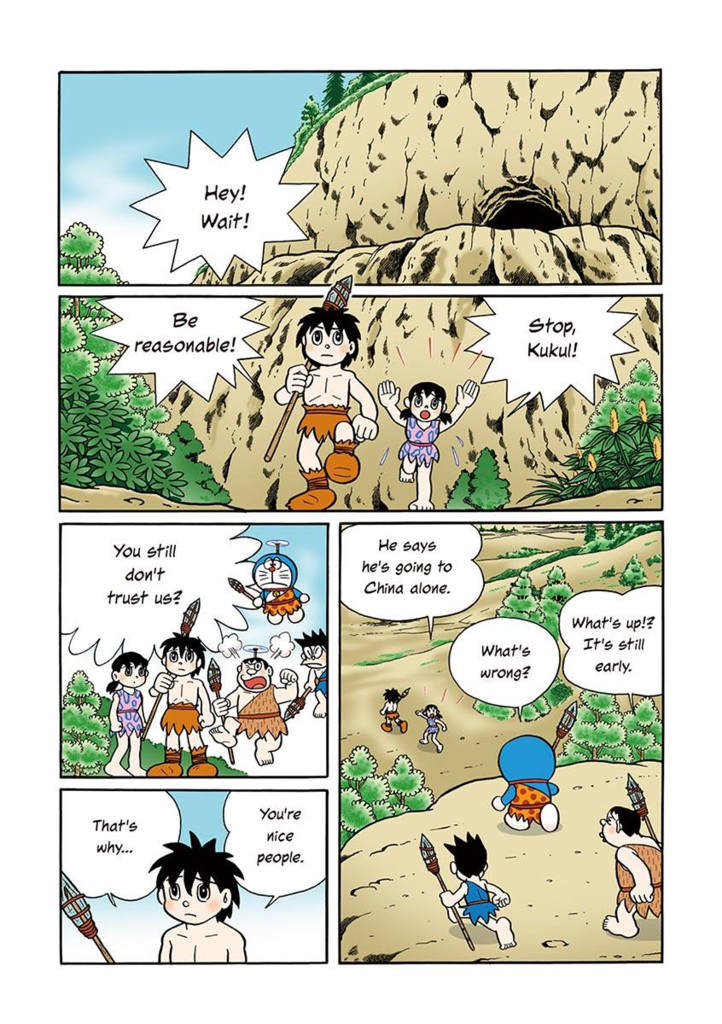 Hey!
Wait!
Stop,
Kukul!
Be
reasonable!
What's up!?
It's still
early.
What's
wrong?
He says
he's going to
China alone.
You still
don't
trust us?
You're
nice
people.
That's
why...